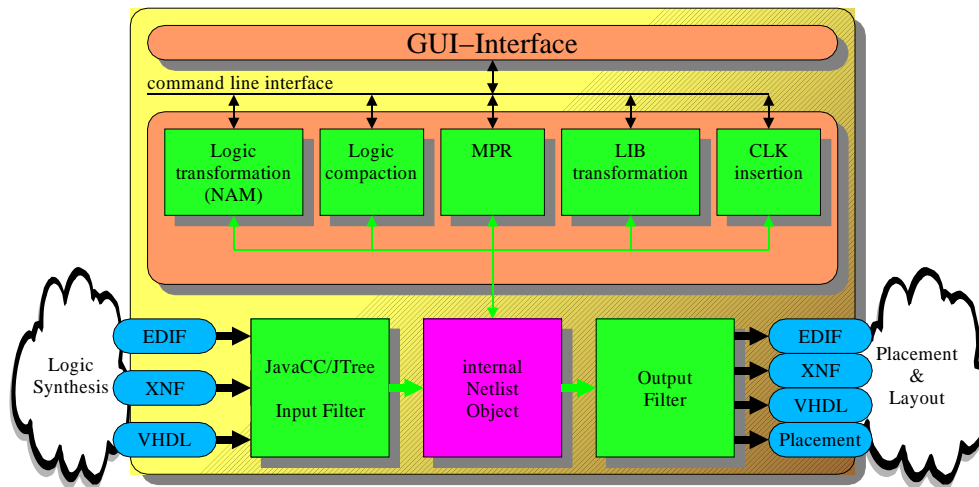 GUI–Interface
command line interface
Logic
transformation
(NAM)
Logic
compaction
MPR
LIB
transformation
CLK
insertion
Logic
Synthesis
EDIF
XNF
VHDL
JavaCC/JTree
Input Filter
internal
Netlist
Object
Output
Filter
EDIF
XNF
VHDL
Placement
Placement
&
Layout